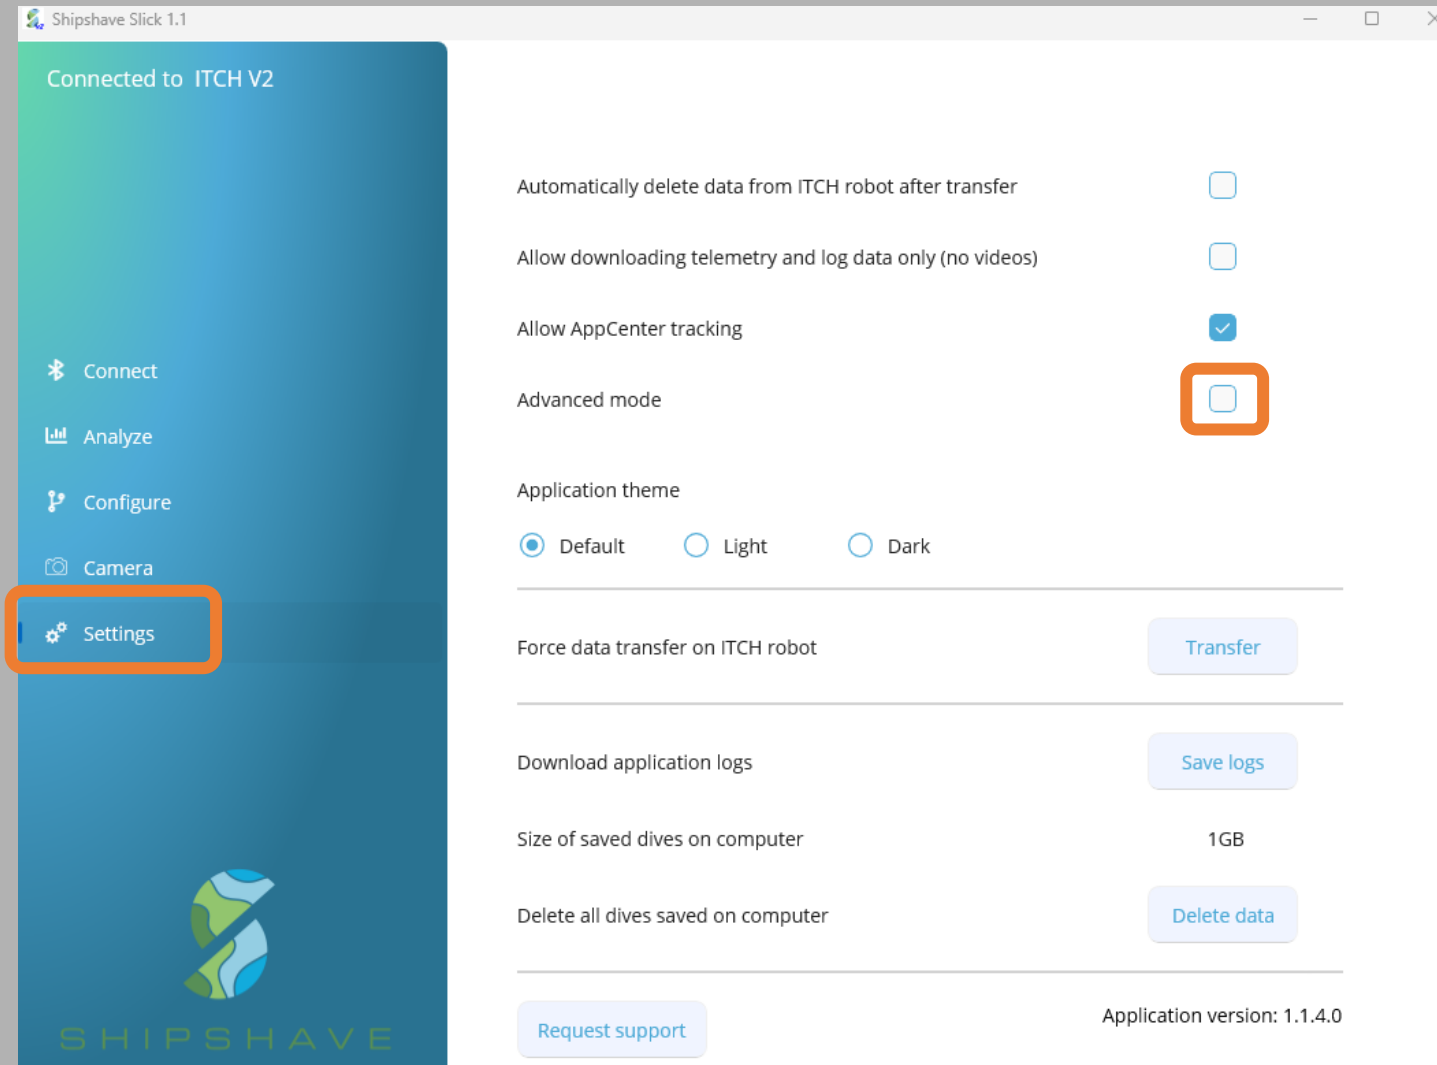 Shipshave Slick 1.1
Connected to ITCH V2
Connect
Analyze
Configure
Camera
Settings
SHIPSHAVE
Automatically delete data from ITCH robot after transfer
Allow downloading telemetry and log data only (no videos)
Allow AppCenter tracking
Advanced mode
Application theme
Default Light Dark
Force data transfer on ITCH robot Transfer
Download application logs Save logs
Size of saved dives on computer 1GB
Delete all dives saved on computer Delete data
Request support Application version: 1.1.4.0